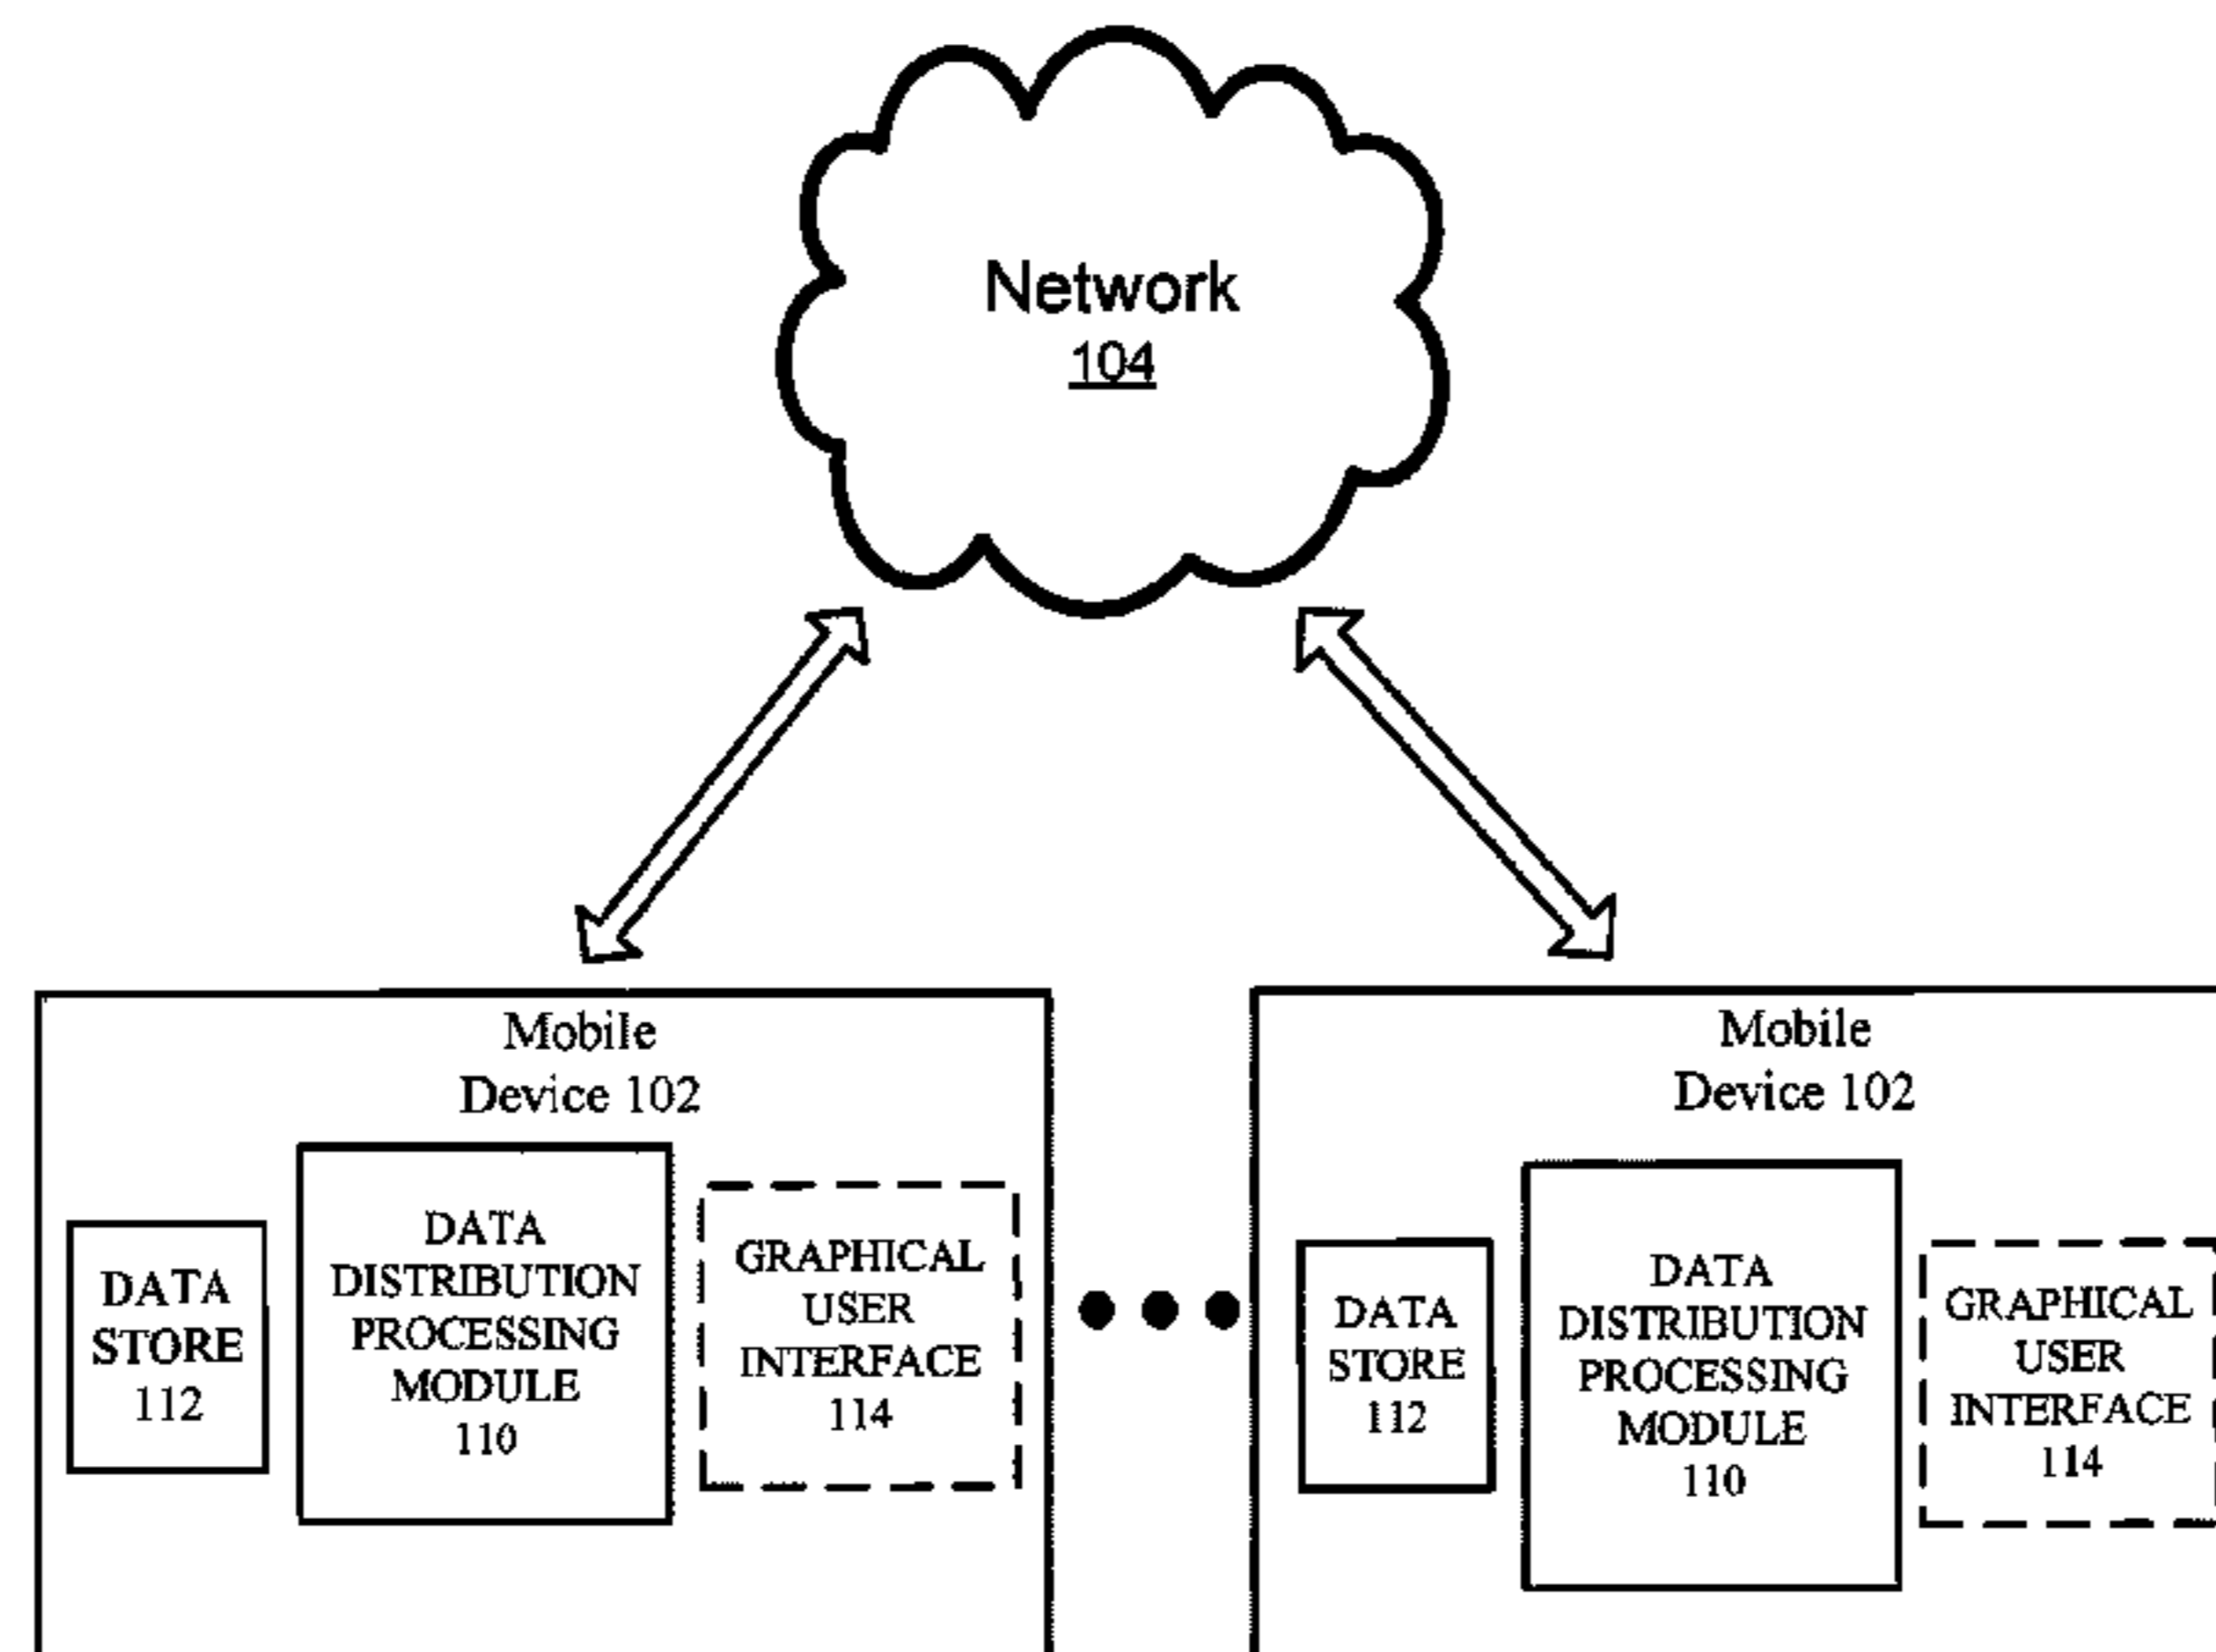 Network
104
Mobile
Device 102
DATA
STORE
112
DATA
DISTRIBUTION
PROCESSING
MODULE
110
GRAPHICAL
USER
INTERFACE
114
Mobile
Device 102
DATA
STORE
112
DATA
DISTRIBUTION
PROCESSING
MODULE
110
GRAPHICAL
USER
INTERFACE
114